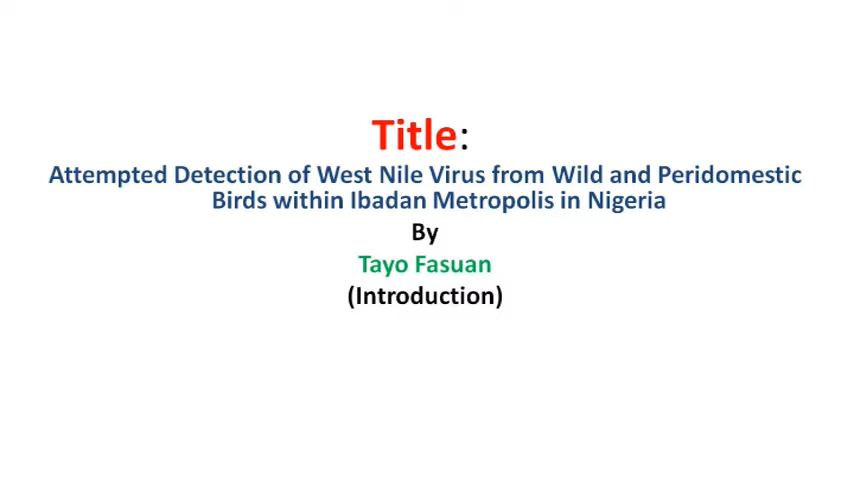 Title:
Attempted Detection of West Nile Virus from Wild and Peridomestic
Birds within Ibadan Metropolis in Nigeria
By
Tayo Fasuan
(Introduction)